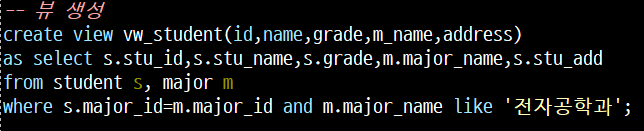 -- 뷰 생성
create view vw_student(id,name,grade,m_name,address)
as select s.stu_id,s.stu_name,s.grade,m.major_name,s.stu_add
from student s, major m
where s.major_id=m.major_id and m.major_name like '전자공학과';